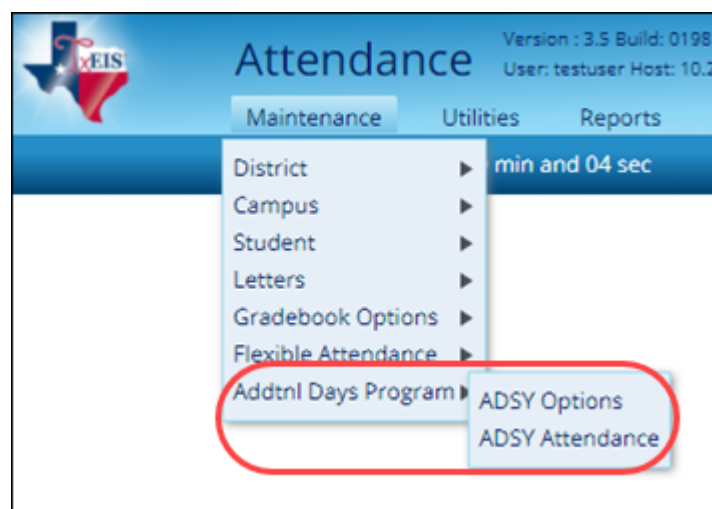 TxEIS
Attendance
Version : 3.5 Build: 0198
User: testuser Host: 10.2
Maintenance Utilities Reports
min and 04 sec
District
Campus
Student
Letters
Gradebook Options
Flexible Attendance
Addtnl Days Program
ADSY Options
ADSY Attendance